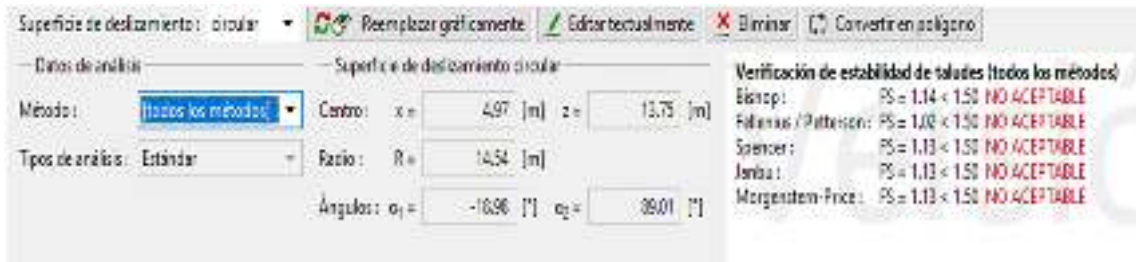 Superficie de deslizamiento : circular Reemplazar gráficamente Editar textualmente Eliminar Convertir en polígono
Datos de análisis
Método : (todos los métodos)
Tipos de análisis : Estándar
Superficie de deslizamiento circular
Centro : x = 4,97 [m] z = 13,75 [m]
Radio : R = 14,54 [m]
Ángulos : α1 = -18,98 [°] α2 = 89,01 [°]
Verificación de estabilidad de taludes (todos los métodos)
Bishop : FS = 1.14 < 1.50 NO ACEPTABLE
Fellenius / Petterson : FS = 1.02 < 1.50 NO ACEPTABLE
Spencer : FS = 1.13 < 1.50 NO ACEPTABLE
Janbu : FS = 1.13 < 1.50 NO ACEPTABLE
Morgenstern-Price : FS = 1.13 < 1.50 NO ACEPTABLE